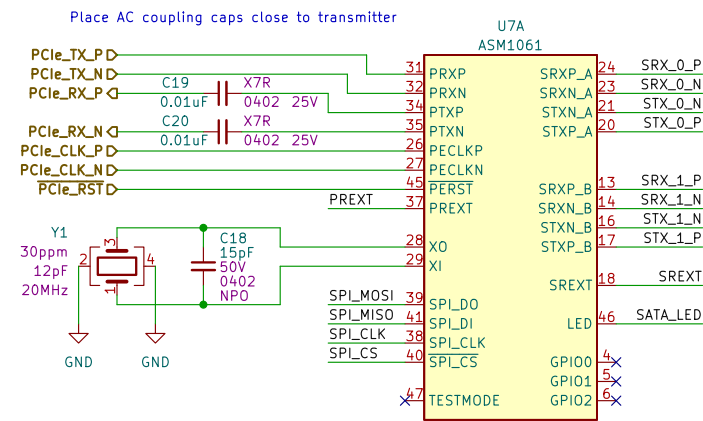 Place AC coupling caps close to transmitter
U7A
ASM1061
PCIe_TX_P
PCIe_TX_N
PCIe_RX_P
PCIe_RX_N
PCIe_CLK_P
PCIe_CLK_N
PCIe_RST
C19
0.01uF
X7R
0402 25V
C20
0.01uF
X7R
0402 25V
PREXT
31 PRXP
32 PRXN
34 PTXP
35 PTXN
26 PECLKP
27 PECLKN
45 PERST
37 PREXT
28 XO
29 XI
39 SPI_DO
41 SPI_DI
38 SPI_CLK
40 SPI_CS
47 TESTMODE
SRXP_A 24 SRX_0_P
SRXN_A 23 SRX_0_N
STXN_A 21 STX_0_N
STXP_A 20 STX_0_P
SRXP_B 13 SRX_1_P
SRXN_B 14 SRX_1_N
STXN_B 16 STX_1_N
STXP_B 17 STX_1_P
SREXT 18 SREXT
LED 46 SATA_LED
GPIO0 4
GPIO1 5
GPIO2 6
Y1
30ppm
12pF
20MHz
3
2
4
1
C18
15pF
50V
0402
NPO
SPI_MOSI
SPI_MISO
SPI_CLK
SPI_CS
GND
GND